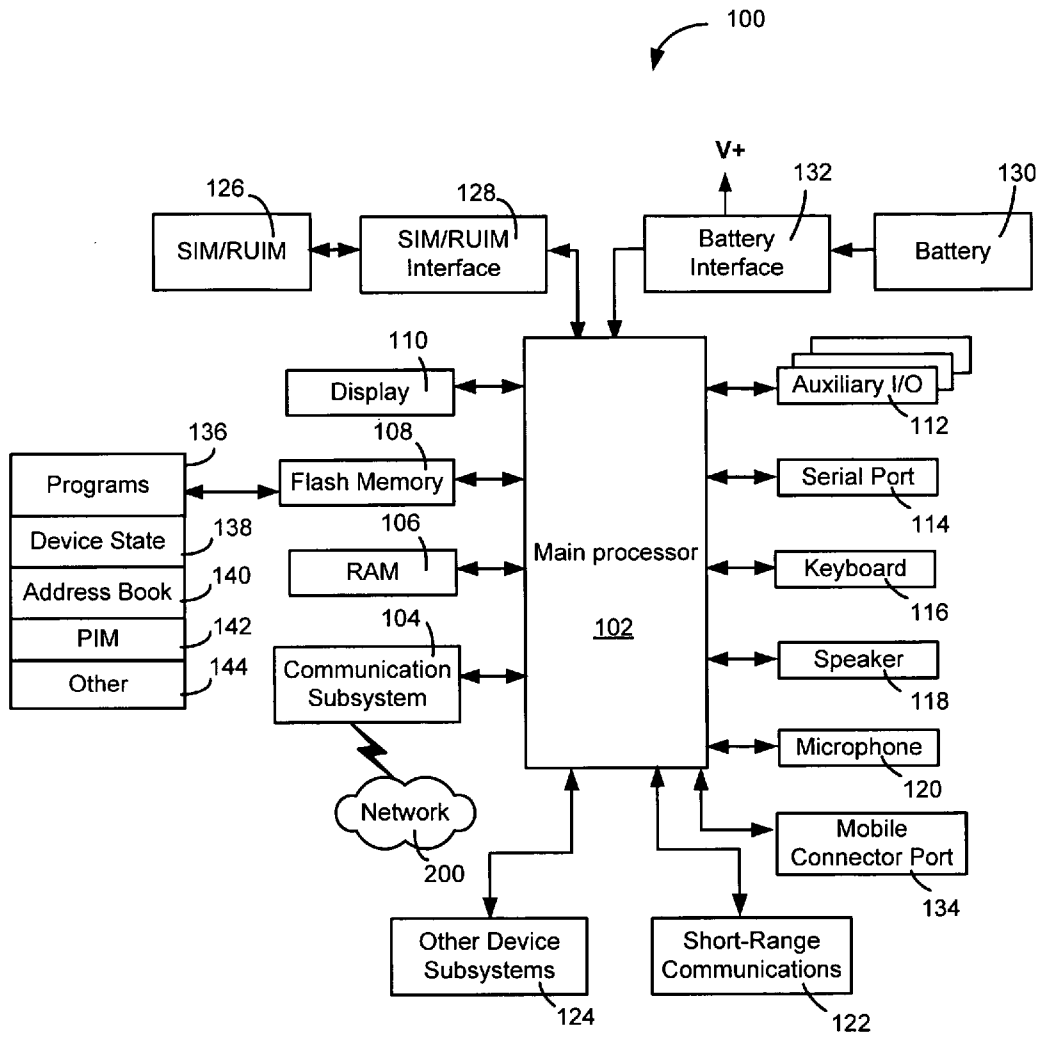 100
V+
126
128
132
130
SIM/RUIM
SIM/RUIM
Interface
Battery
Interface
Battery
110
Display
Auxiliary I/O
112
136
108
Programs
Flash Memory
Serial Port
114
138
Device State
106
RAM
Main processor
102
Keyboard
116
140
Address Book
142
PIM
104
144
Other
Communication
Subsystem
Speaker
118
Microphone
120
Network
200
Mobile
Connector Port
134
Other Device
Subsystems
124
Short-Range
Communications
122